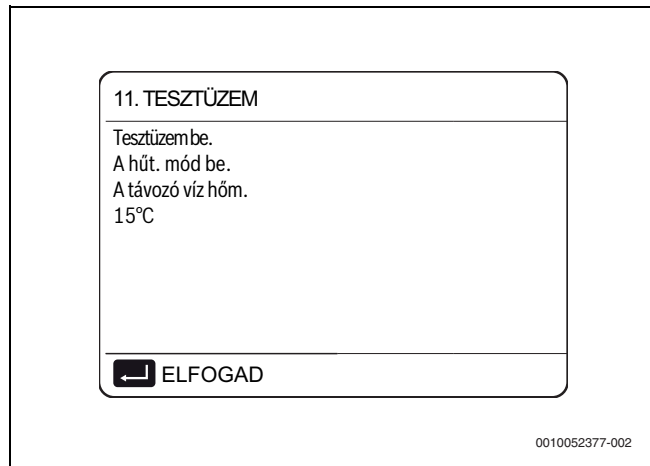 11. TESZTÜZEM
Tesztüzem be.
A hűt. mód be.
A távozó víz hőm.
15°C
ELFOGAD
0010052377-002